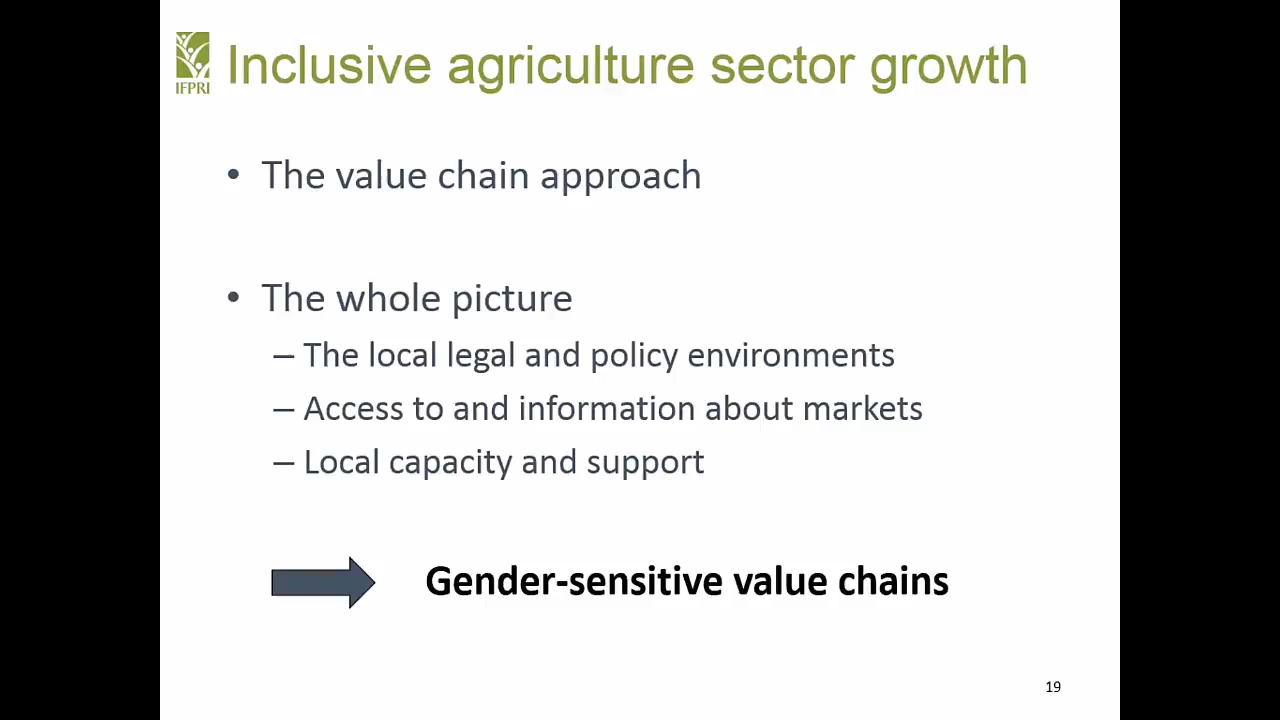 IFPRI
Inclusive agriculture sector growth
• The value chain approach
• The whole picture
– The local legal and policy environments
– Access to and information about markets
– Local capacity and support
Gender-sensitive value chains
19